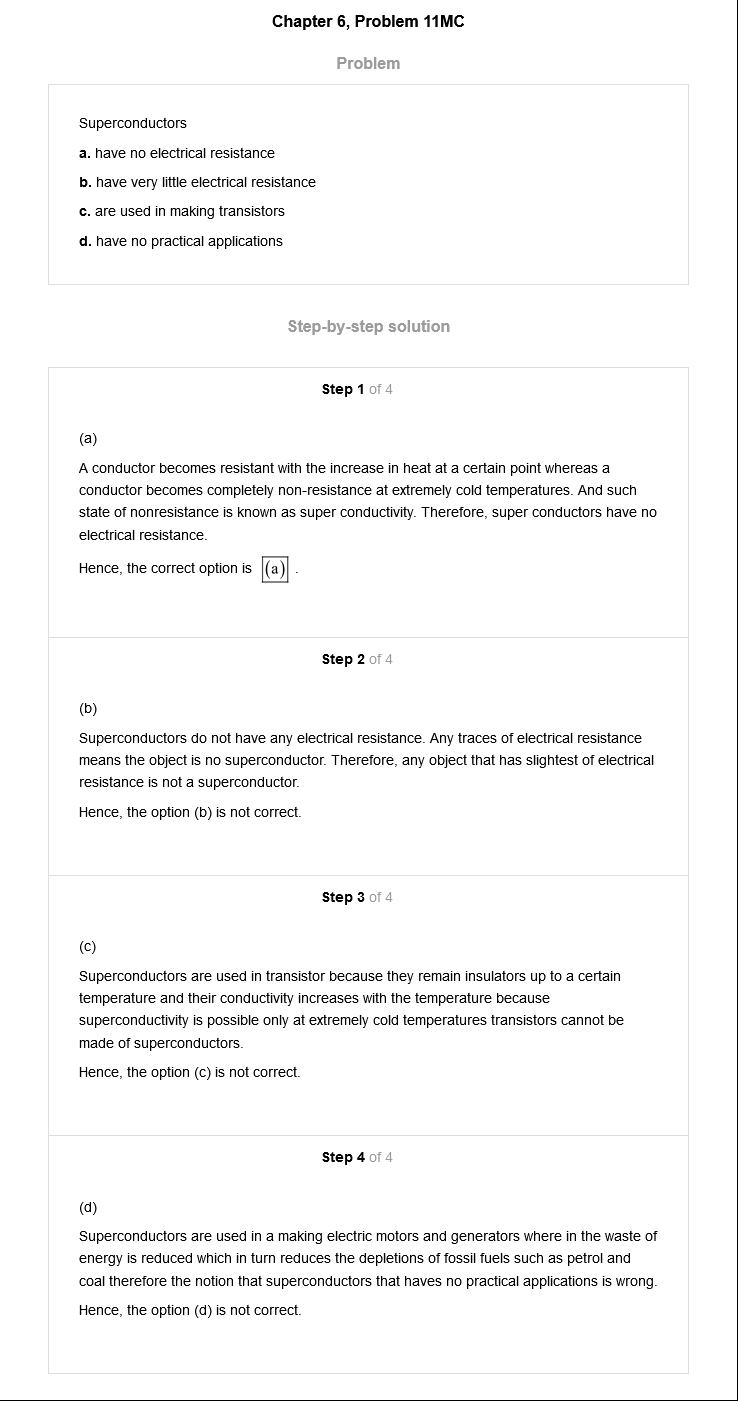 Chapter 6, Problem 11MC
Problem
Superconductors
a. have no electrical resistance
b. have very little electrical resistance
c. are used in making transistors
d. have no practical applications
Step-by-step solution
Step 1 of 4
(a)
A conductor becomes resistant with the increase in heat at a certain point whereas a
conductor becomes completely non-resistance at extremely cold temperatures. And such
state of nonresistance is known as super conductivity. Therefore, super conductors have no
electrical resistance.
Hence, the correct option is (a) .
Step 2 of 4
(b)
Superconductors do not have any electrical resistance. Any traces of electrical resistance
means the object is no superconductor. Therefore, any object that has slightest of electrical
resistance is not a superconductor.
Hence, the option (b) is not correct.
Step 3 of 4
(c)
Superconductors are used in transistor because they remain insulators up to a certain
temperature and their conductivity increases with the temperature because
superconductivity is possible only at extremely cold temperatures transistors cannot be
made of superconductors.
Hence, the option (c) is not correct.
Step 4 of 4
(d)
Superconductors are used in a making electric motors and generators where in the waste of
energy is reduced which in turn reduces the depletions of fossil fuels such as petrol and
coal therefore the notion that superconductors that haves no practical applications is wrong.
Hence, the option (d) is not correct.